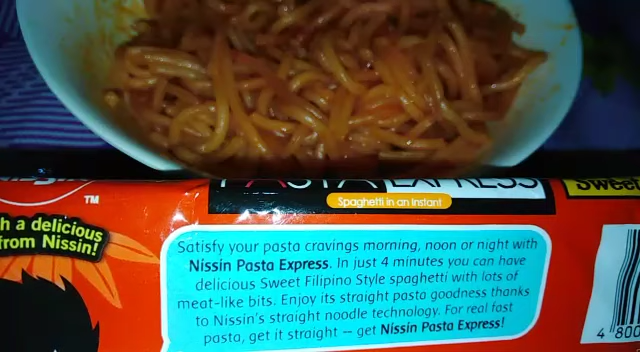 TM
PASTA EXPRESS
Sweet
Spaghetti in an Instant
h a delicious
from Nissin!
Satisfy your pasta cravings morning, noon or night with
Nissin Pasta Express. In just 4 minutes you can have
delicious Sweet Filipino Style spaghetti with lots of
meat-like bits. Enjoy its straight pasta goodness thanks
to Nissin's straight noodle technology. For real fast
pasta, get it straight – get Nissin Pasta Express!
4 800